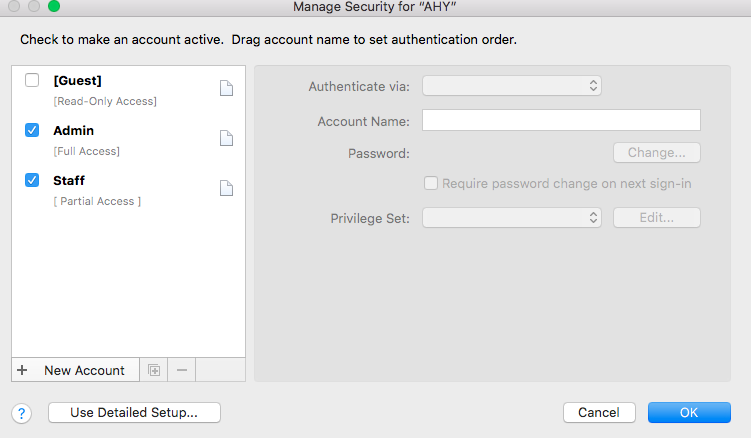 Manage Security for “AHY”
Check to make an account active. Drag account name to set authentication order.
[Guest]
[Read-Only Access]
Admin
[Full Access]
Staff
[ Partial Access ]
+ New Account
Authenticate via:
Account Name:
Password:
Change...
Require password change on next sign-in
Privilege Set:
Edit...
?
Use Detailed Setup...
Cancel
OK